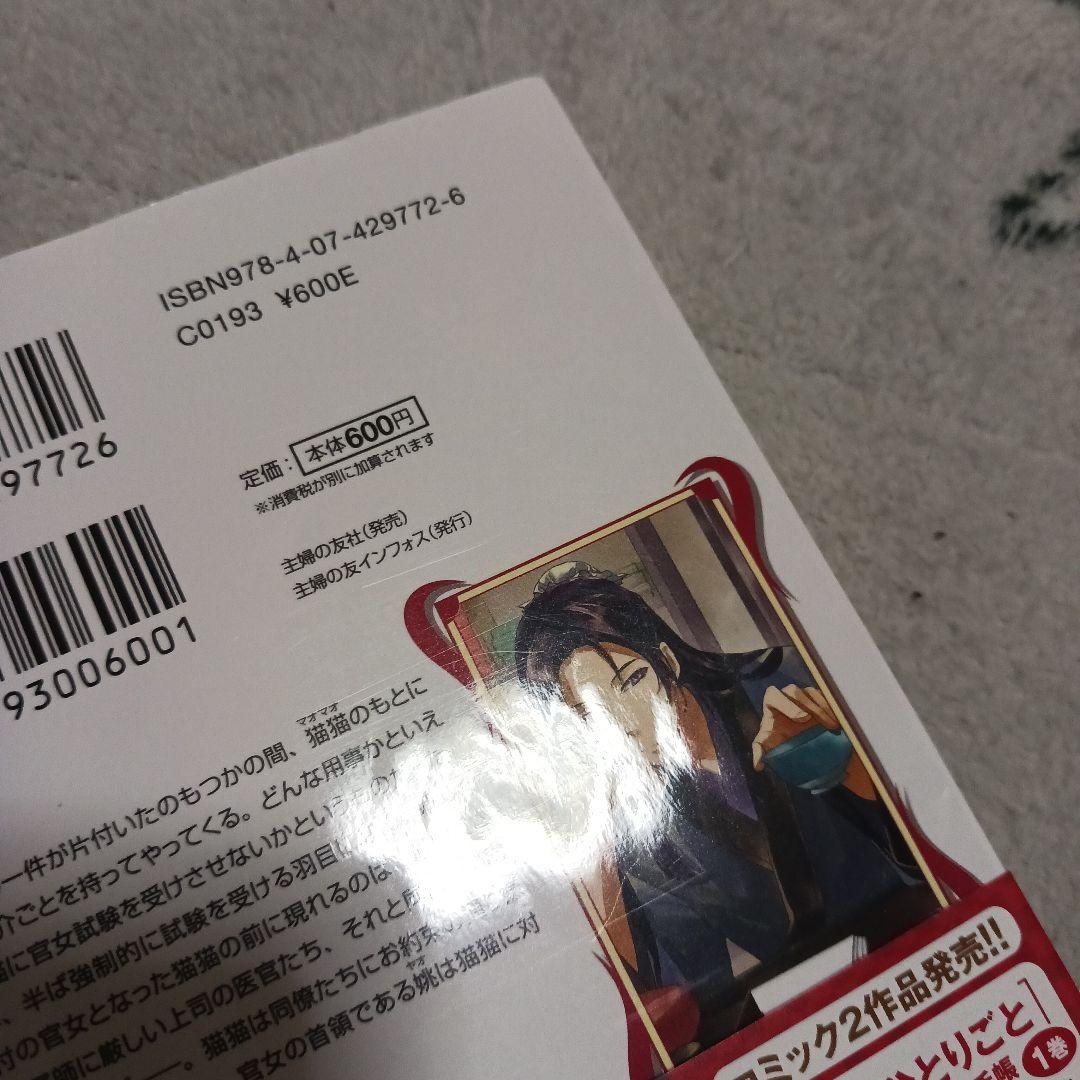 ISBN978-4-07-429772-6
C0193 ¥600E
97726
定価：本体600円
※消費税が別に加算されます
93006001
主婦の友社（発売）
主婦の友インフォス（発行）
一件が片付いたのもつかの間、猫猫のもとに
マオマオ
介ごとを持ってやってくる。どんな用事かといえ
に官女試験を受けさせないかという
、半ば強制的に試験を受ける羽目
付の官女となった猫猫の前に現れるのは
師に厳しい上司の医官たち、それと
―。猫猫は同僚たちにお約束の
官女の首領である姚は猫猫に対
ヤオ
ミック2作品発売!!
ひとりごと
帳
1巻